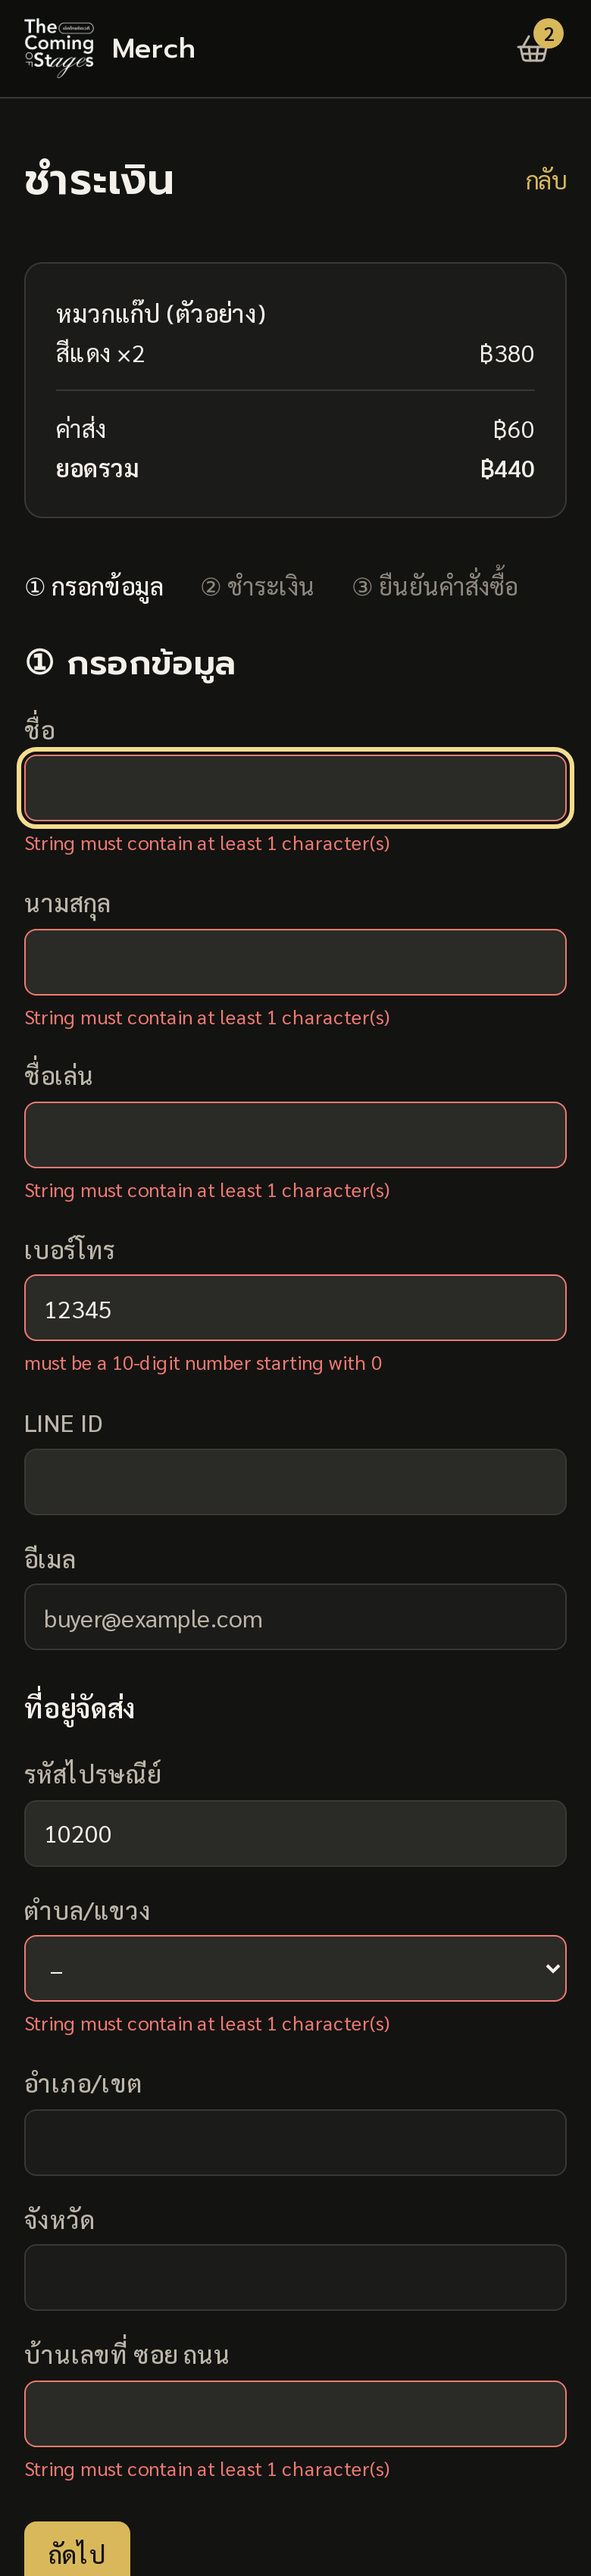 The
Coming
OF Stages
Merch
2
ชำระเงิน
กลับ
หมวกแก๊ป (ตัวอย่าง)
สีแดง ×2 ฿380
ค่าส่ง ฿60
ยอดรวม ฿440
① กรอกข้อมูล ② ชำระเงิน ③ ยืนยันคำสั่งซื้อ
① กรอกข้อมูล
ชื่อ
String must contain at least 1 character(s)
นามสกุล
String must contain at least 1 character(s)
ชื่อเล่น
String must contain at least 1 character(s)
เบอร์โทร
12345
must be a 10-digit number starting with 0
LINE ID
อีเมล
buyer@example.com
ที่อยู่จัดส่ง
รหัสไปรษณีย์
10200
ตำบล/แขวง
–
String must contain at least 1 character(s)
อำเภอ/เขต
จังหวัด
บ้านเลขที่ ซอย ถนน
String must contain at least 1 character(s)
ถัดไป